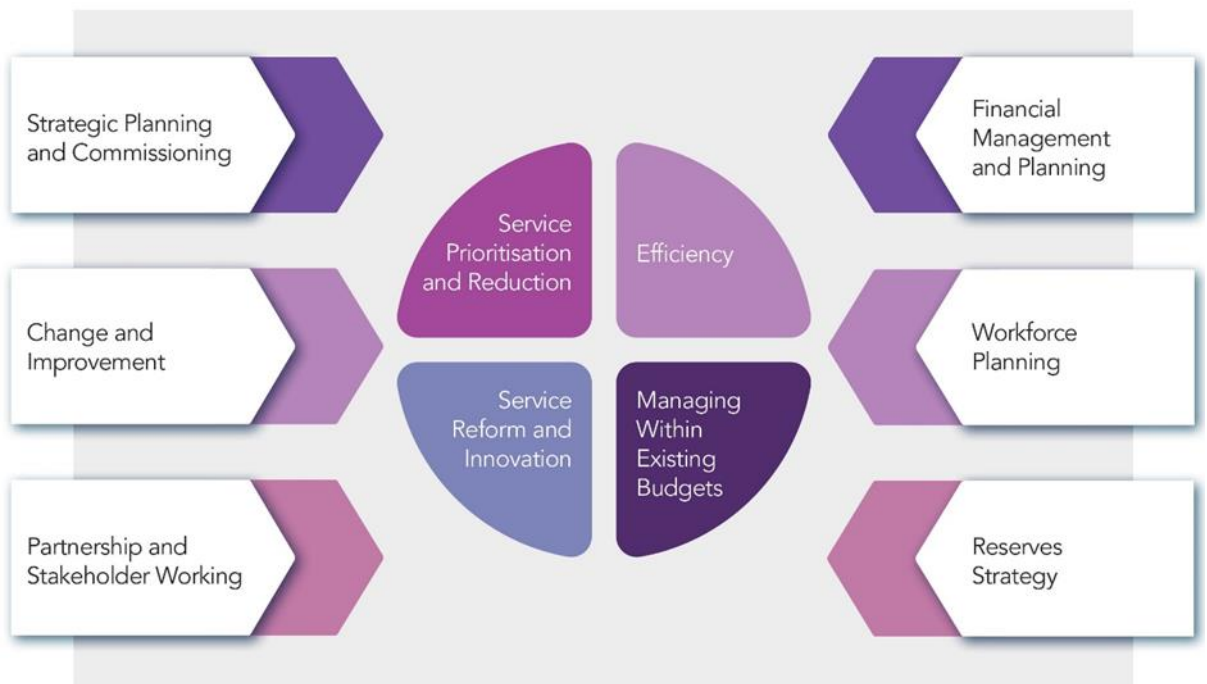 Strategic Planning
and Commissioning
Financial
Management
and Planning
Service
Prioritisation
and Reduction
Efficiency
Change and
Improvement
Workforce
Planning
Service
Reform and
Innovation
Managing
Within
Existing
Budgets
Partnership and
Stakeholder Working
Reserves
Strategy